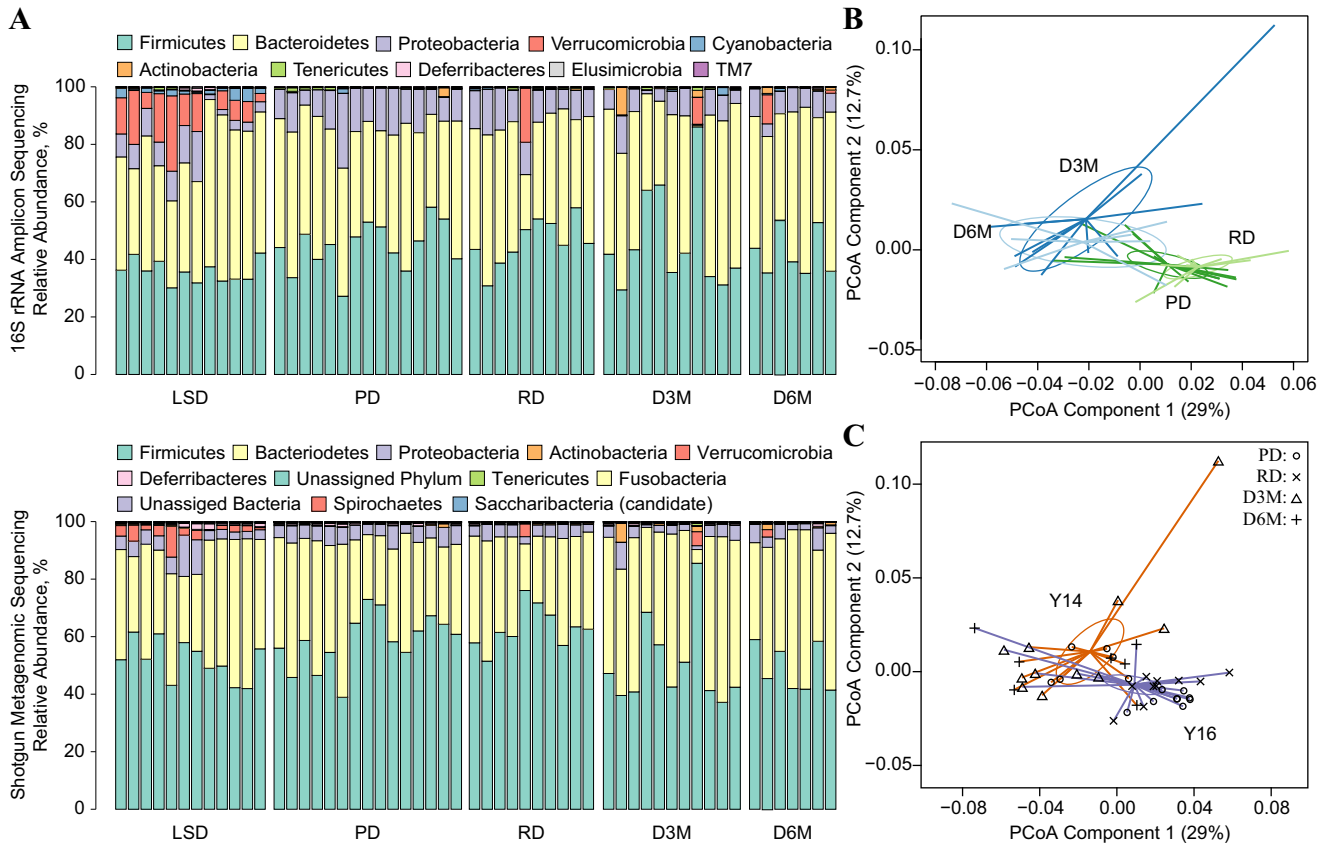 A
Firmicutes Bacteroidetes Proteobacteria Verrucomicrobia Cyanobacteria
Actinobacteria Tenericutes Deferribacteres Elusimicrobia TM7
16S rRNA Amplicon Sequencing
Relative Abundance, %
100
80
60
40
20
0
LSD PD RD D3M D6M
Firmicutes Bacteriodetes Proteobacteria Actinobacteria Verrucomicrobia
Deferribacteres Unassigned Phylum Tenericutes Fusobacteria
Unassiged Bacteria Spirochaetes Saccharibacteria (candidate)
Shotgun Metagenomic Sequencing
Relative Abundance, %
100
80
60
40
20
0
LSD PD RD D3M D6M
B
PCoA Component 2 (12.7%)
0.10
0.05
0.00
−0.05
D3M
D6M
RD
PD
−0.08 −0.06 −0.04 −0.02 0.00 0.02 0.04 0.06
PCoA Component 1 (29%)
C
PCoA Component 2 (12.7%)
0.10
0.05
0.00
−0.05
PD:
RD:
D3M:
D6M:
Y14
Y16
−0.08 −0.04 0.00 0.04 0.08
PCoA Component 1 (29%)